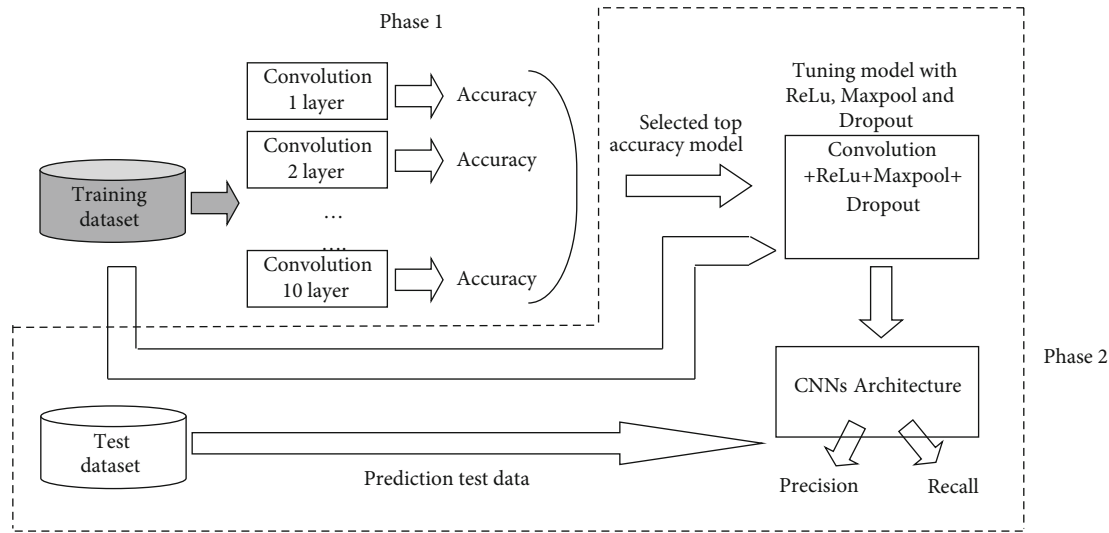 Phase 1
Convolution
1 layer
Accuracy
Convolution
2 layer
Accuracy
Training
dataset
...
....
Convolution
10 layer
Accuracy
Selected top
accuracy model
Tuning model with
ReLu, Maxpool and
Dropout
Convolution
+ReLu+Maxpool+
Dropout
Phase 2
CNNs Architecture
Test
dataset
Prediction test data
Precision
Recall